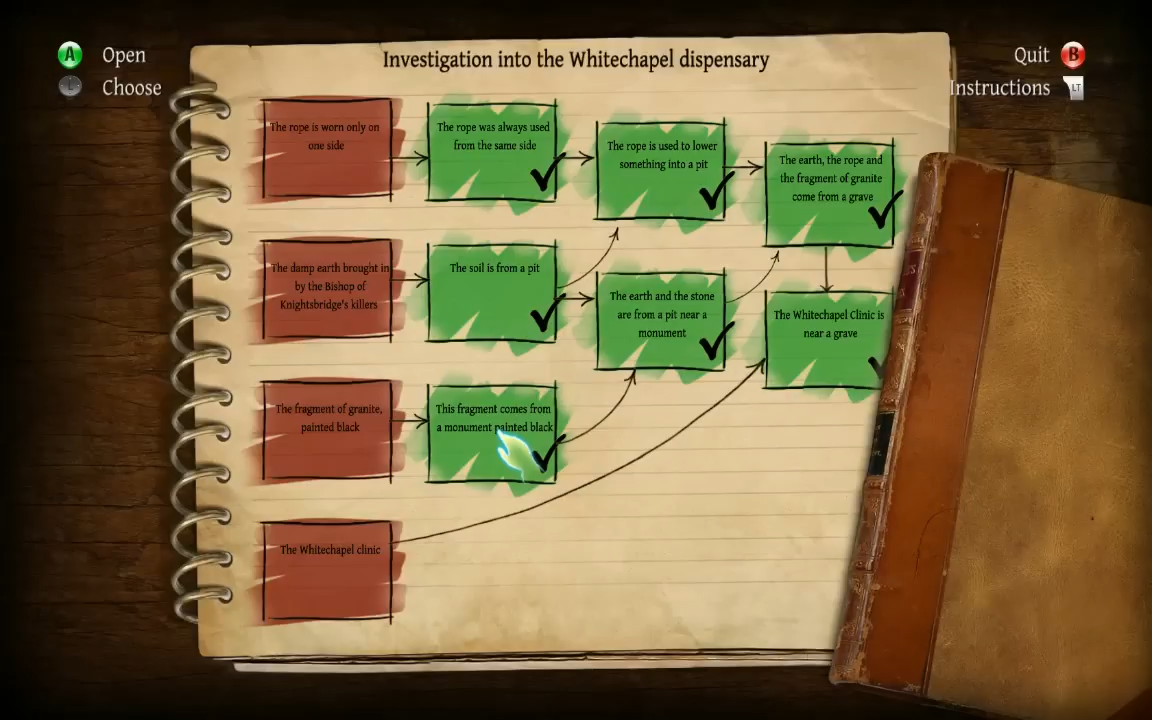 A Open
L Choose
Investigation into the Whitechapel dispensary
Quit B
Instructions LT
The rope is worn only on
one side
The rope was always used
from the same side
The rope is used to lower
something into a pit
The earth, the rope and
the fragment of granite
come from a grave
The damp earth brought in
by the Bishop of
Knightsbridge's killers
The soil is from a pit
The earth and the stone
are from a pit near a
monument
The Whitechapel Clinic is
near a grave
The fragment of granite,
painted black
This fragment comes from
a monument painted black
The Whitechapel clinic